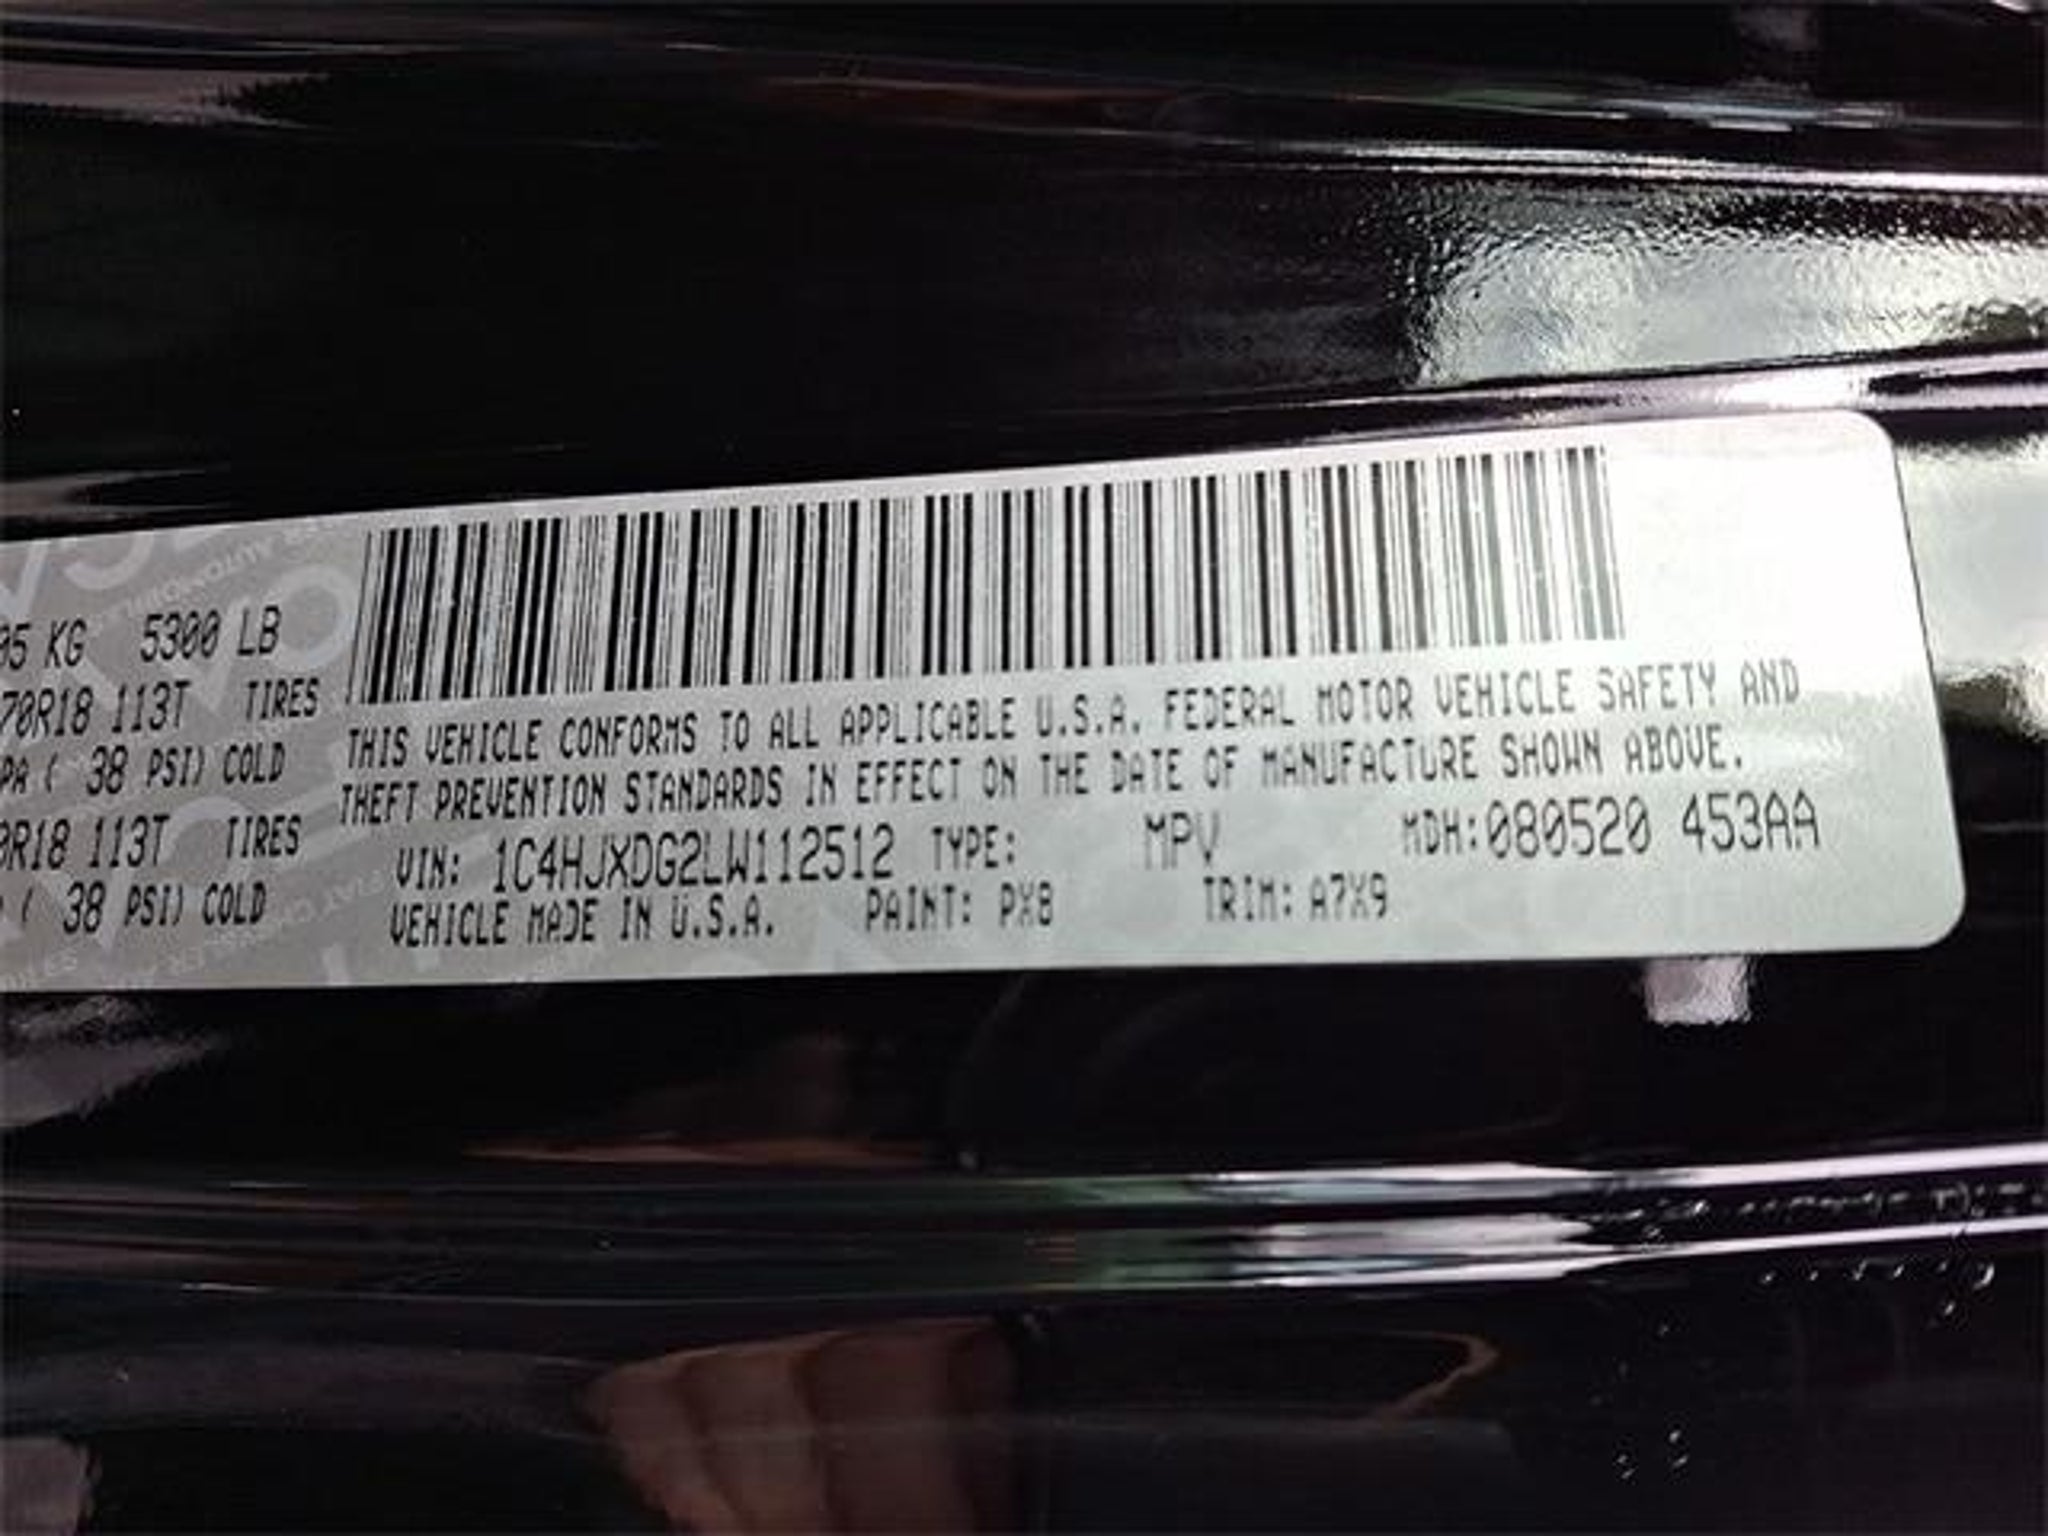 05 KG 5300 LB
70R18 113T TIRES
PA ( 38 PSI) COLD
0R18 113T TIRES
( 38 PSI) COLD
THIS VEHICLE CONFORMS TO ALL APPLICABLE U.S.A. FEDERAL MOTOR VEHICLE SAFETY AND
THEFT PREVENTION STANDARDS IN EFFECT ON THE DATE OF MANUFACTURE SHOWN ABOVE.
VIN: 1C4HJXDG2LW112512 TYPE: MPV MDH:080520 453AA
VEHICLE MADE IN U.S.A. PAINT: PX8 TRIM: A7X9